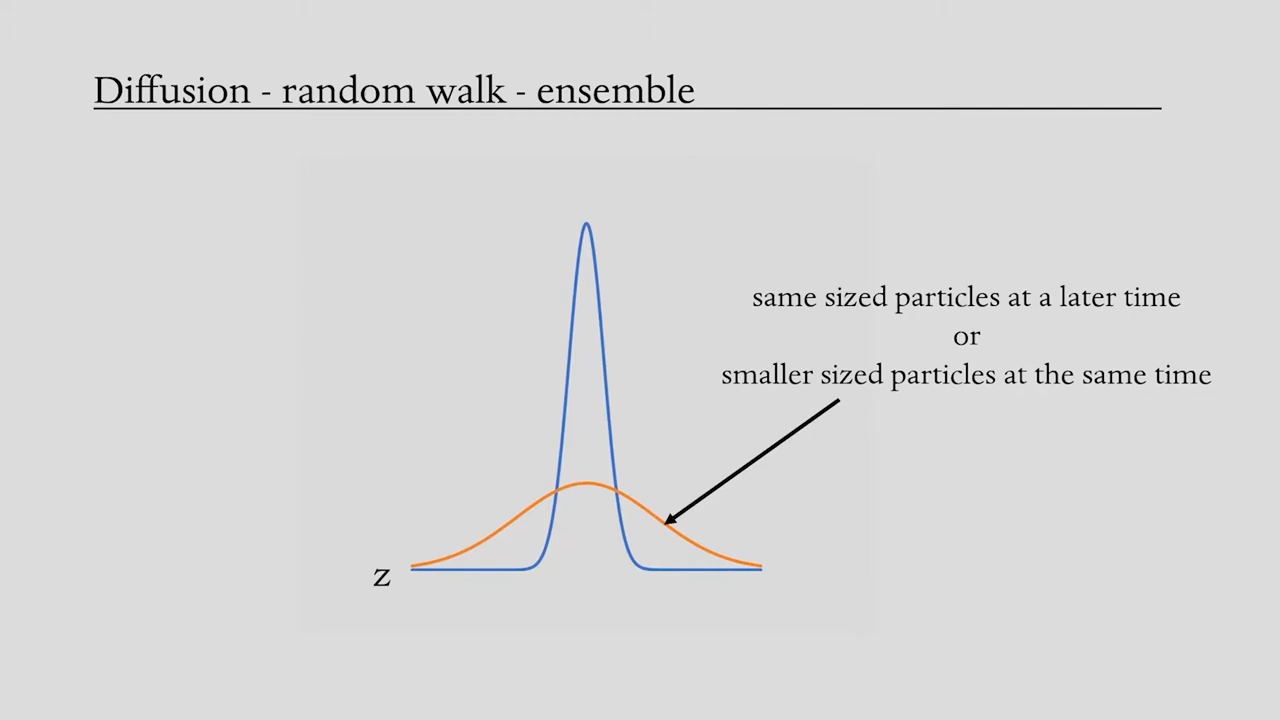 Diffusion - random walk - ensemble
same sized particles at a later time
or
smaller sized particles at the same time
z